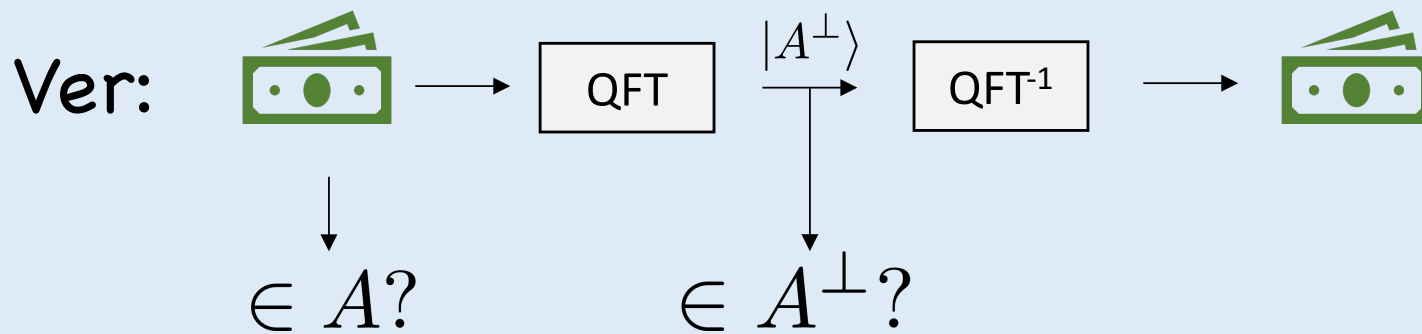 |A^⊥⟩
Ver: QFT QFT⁻¹
∈ A? ∈ A^⊥?